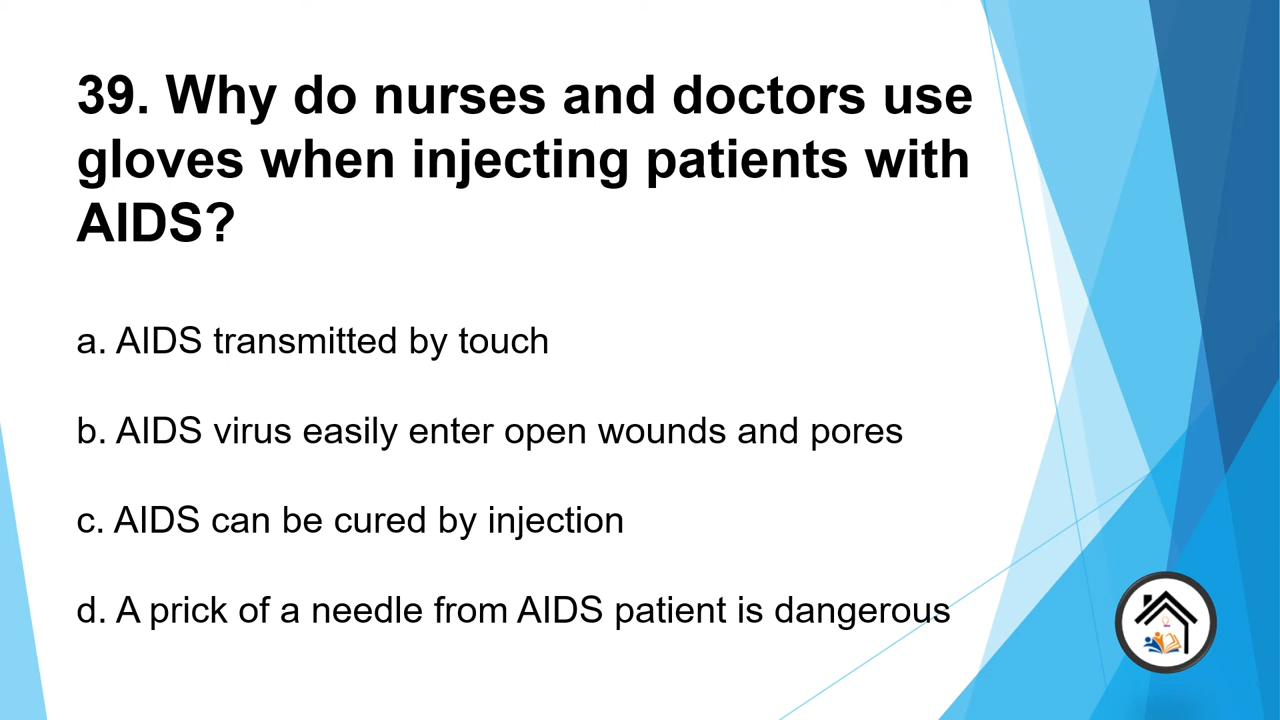 39. Why do nurses and doctors use
gloves when injecting patients with
AIDS?
a. AIDS transmitted by touch
b. AIDS virus easily enter open wounds and pores
c. AIDS can be cured by injection
d. A prick of a needle from AIDS patient is dangerous